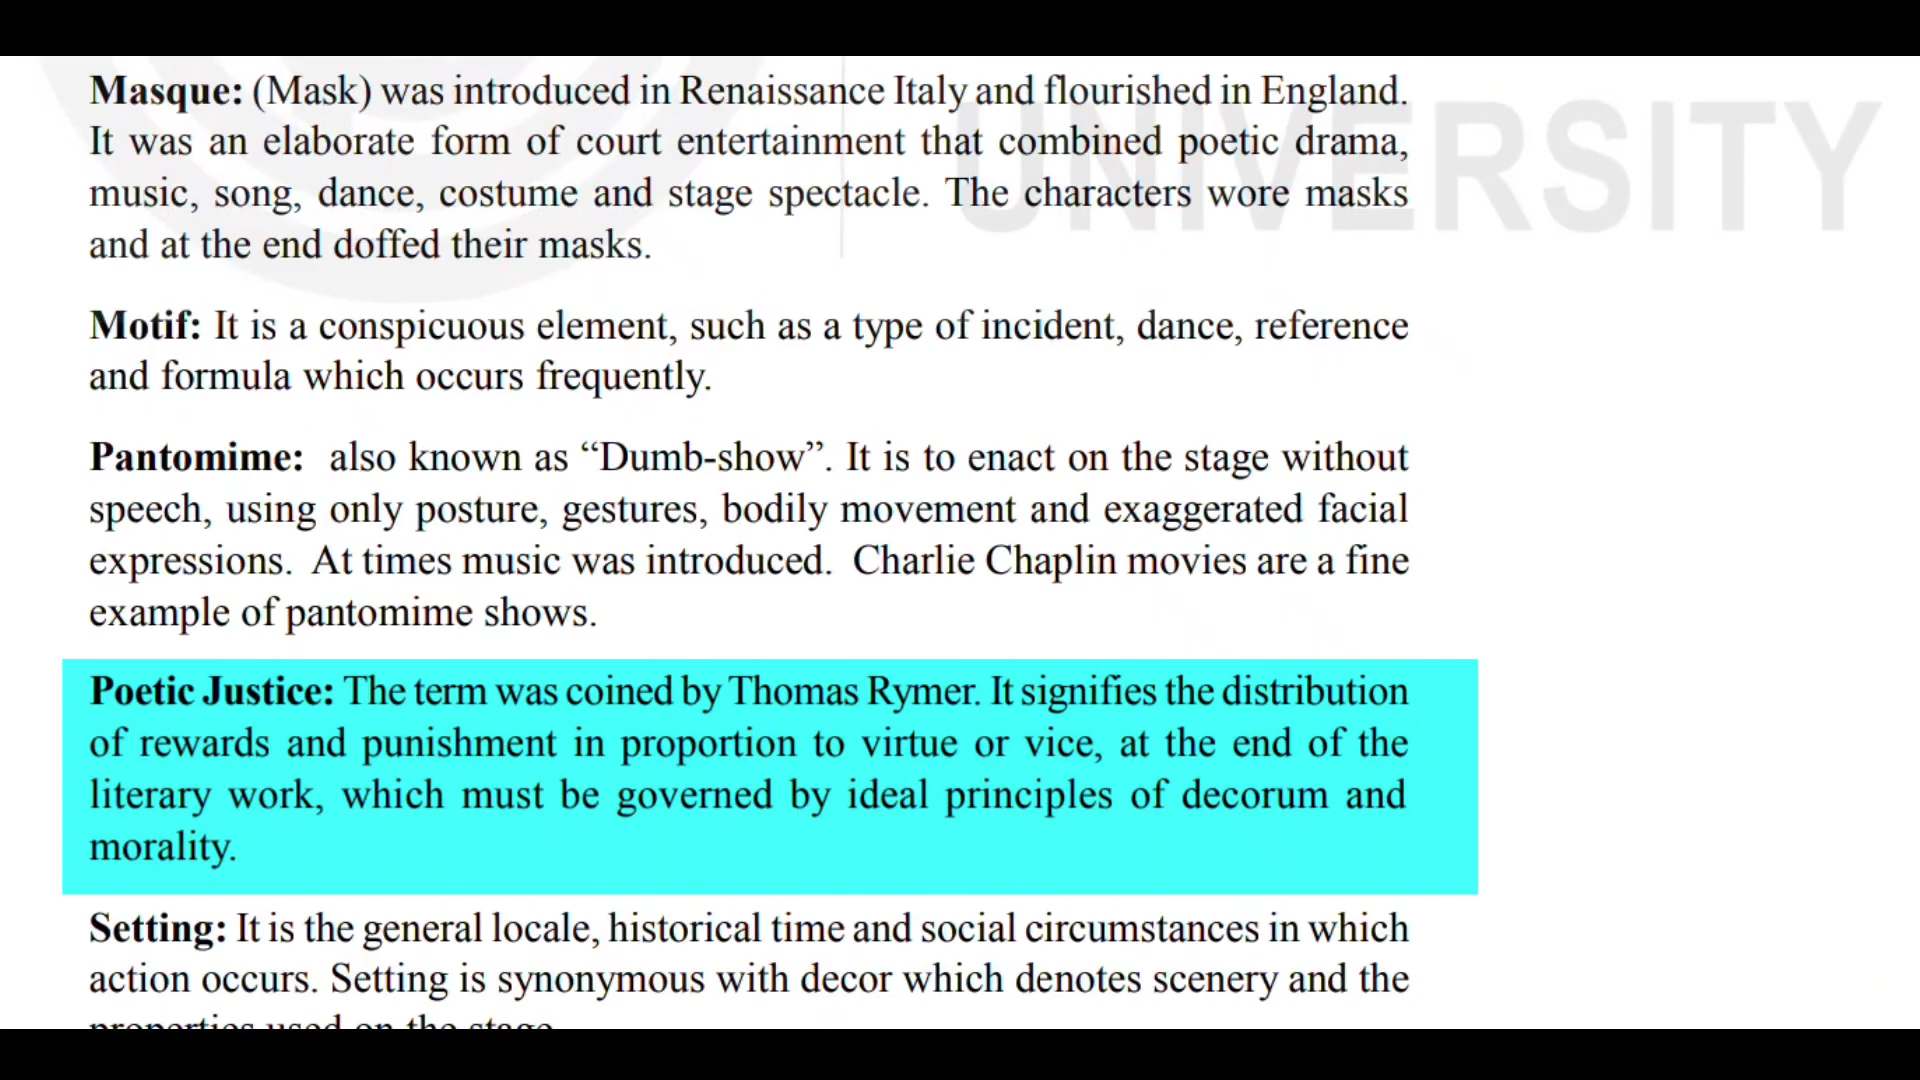 Masque: (Mask) was introduced in Renaissance Italy and flourished in England.
It was an elaborate form of court entertainment that combined poetic drama,
music, song, dance, costume and stage spectacle. The characters wore masks
and at the end doffed their masks.
UNIVERSITY
Motif: It is a conspicuous element, such as a type of incident, dance, reference
and formula which occurs frequently.
Pantomime: also known as “Dumb-show”. It is to enact on the stage without
speech, using only posture, gestures, bodily movement and exaggerated facial
expressions. At times music was introduced. Charlie Chaplin movies are a fine
example of pantomime shows.
Poetic Justice: The term was coined by Thomas Rymer. It signifies the distribution
of rewards and punishment in proportion to virtue or vice, at the end of the
literary work, which must be governed by ideal principles of decorum and
morality.
Setting: It is the general locale, historical time and social circumstances in which
action occurs. Setting is synonymous with decor which denotes scenery and the
properties used on the stage.